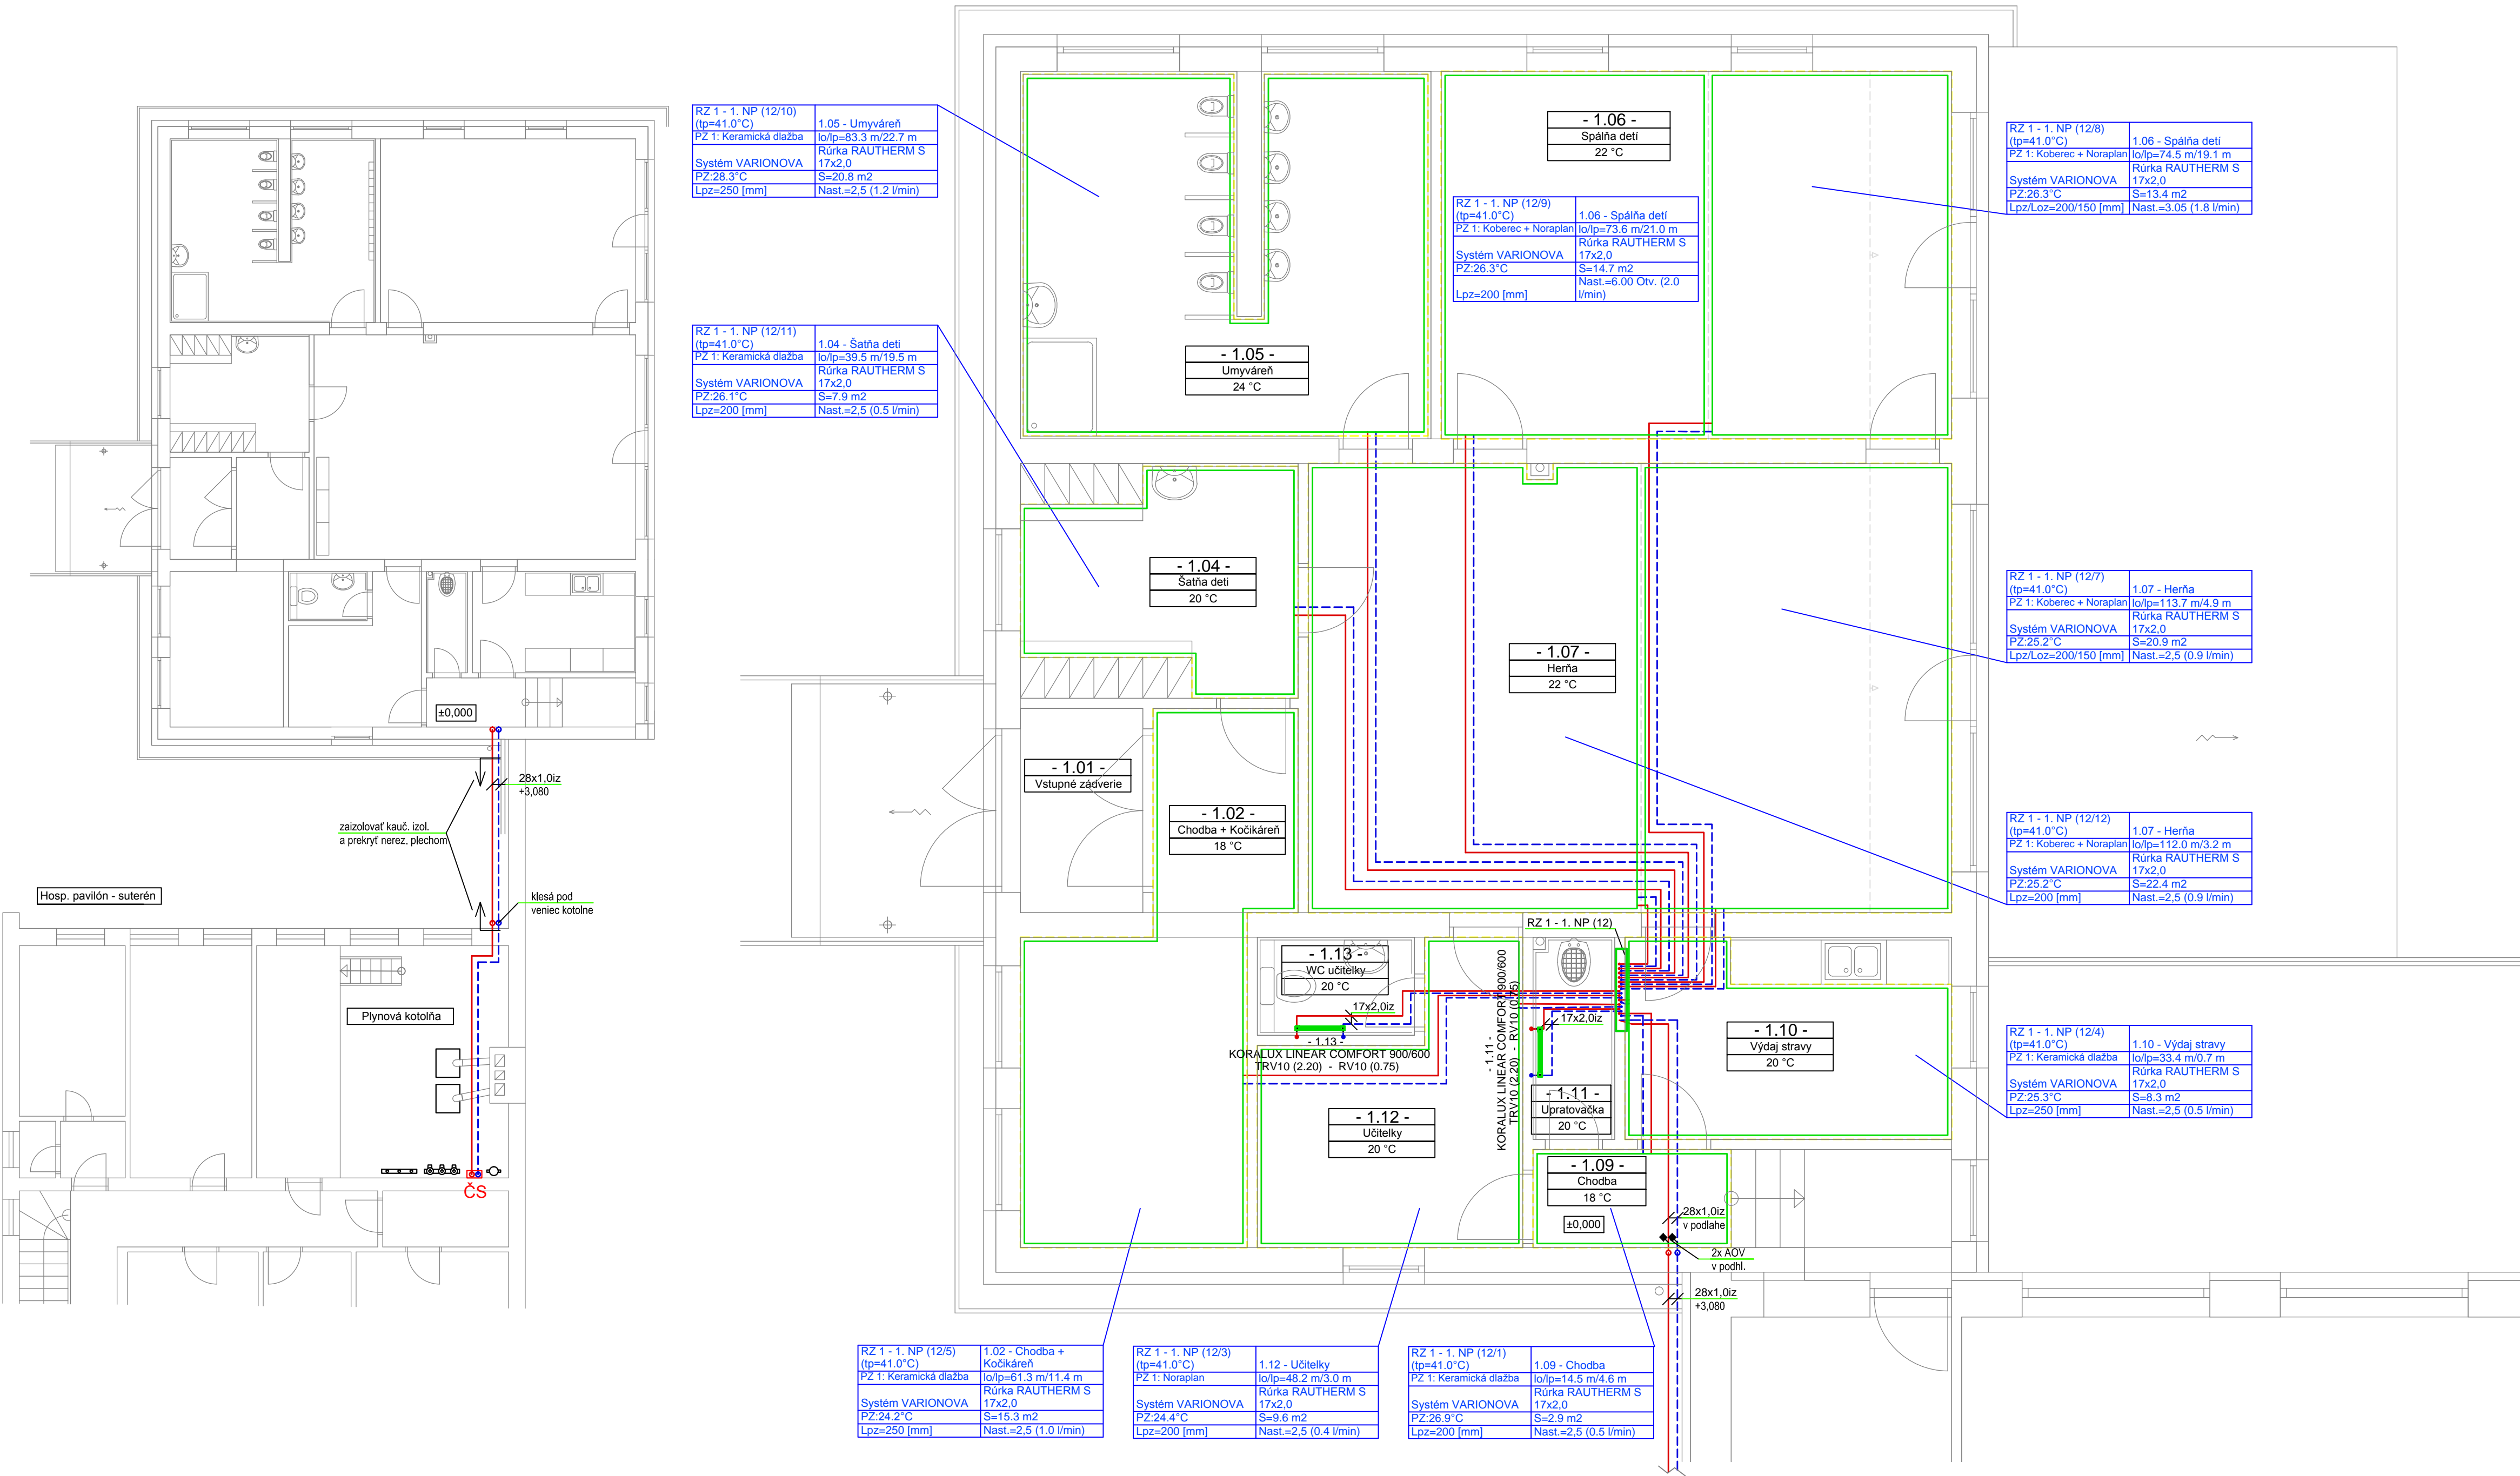 ±0,000
28x1,0iz
+3,080
zaizolovať kauč. izol.
a prekryť nerez, plechom
klesá pod
veniec kotolne
Hosp. pavilón - suterén
Plynová kotolňa
ČS
RZ 1 - 1. NP (12/10)
(tp=41.0°C) 1.05 - Umyváreň
PZ 1: Keramická dlažba lo/lp=83.3 m/22.7 m
Rúrka RAUTHERM S
Systém VARIONOVA 17x2,0
PZ:28.3°C S=20.8 m2
Lpz=250 [mm] Nast.=2,5 (1.2 l/min)
RZ 1 - 1. NP (12/11)
(tp=41.0°C) 1.04 - Šatňa deti
PZ 1: Keramická dlažba lo/lp=39.5 m/19.5 m
Rúrka RAUTHERM S
Systém VARIONOVA 17x2,0
PZ:26.1°C S=7.9 m2
Lpz=200 [mm] Nast.=2,5 (0.5 l/min)
- 1.05 -
Umyváreň
24 °C
- 1.06 -
Spálňa detí
22 °C
RZ 1 - 1. NP (12/9)
(tp=41.0°C) 1.06 - Spálňa detí
PZ 1: Koberec + Noraplan lo/lp=73.6 m/21.0 m
Rúrka RAUTHERM S
Systém VARIONOVA 17x2,0
PZ:26.3°C S=14.7 m2
Nast.=6.00 Otv. (2.0
Lpz=200 [mm] l/min)
RZ 1 - 1. NP (12/8)
(tp=41.0°C) 1.06 - Spálňa detí
PZ 1: Koberec + Noraplan lo/lp=74.5 m/19.1 m
Rúrka RAUTHERM S
Systém VARIONOVA 17x2,0
PZ:26.3°C S=13.4 m2
Lpz/Loz=200/150 [mm] Nast.=3.05 (1.8 l/min)
- 1.04 -
Šatňa deti
20 °C
- 1.07 -
Herňa
22 °C
RZ 1 - 1. NP (12/7)
(tp=41.0°C) 1.07 - Herňa
PZ 1: Koberec + Noraplan lo/lp=113.7 m/4.9 m
Rúrka RAUTHERM S
Systém VARIONOVA 17x2,0
PZ:25.2°C S=20.9 m2
Lpz/Loz=200/150 [mm] Nast.=2,5 (0.9 l/min)
- 1.01 -
Vstupné zádverie
- 1.02 -
Chodba + Kočikáreň
18 °C
RZ 1 - 1. NP (12/12)
(tp=41.0°C) 1.07 - Herňa
PZ 1: Koberec + Noraplan lo/lp=112.0 m/3.2 m
Rúrka RAUTHERM S
Systém VARIONOVA 17x2,0
PZ:25.2°C S=22.4 m2
Lpz=200 [mm] Nast.=2,5 (0.9 l/min)
RZ 1 - 1. NP (12)
- 1.13 -
WC učitelky
20 °C
17x2,0iz
- 1.13 -
KORALUX LINEAR COMFORT 900/600
TRV10 (2.20) - RV10 (0.75)
- 1.11 -
KORALUX LINEAR COMFORT 900/600
TRV10 (2.20) - RV10 (0.75)
17x2,0iz
- 1.10 -
Výdaj stravy
20 °C
RZ 1 - 1. NP (12/4)
(tp=41.0°C) 1.10 - Výdaj stravy
PZ 1: Keramická dlažba lo/lp=33.4 m/0.7 m
Rúrka RAUTHERM S
Systém VARIONOVA 17x2,0
PZ:25.3°C S=8.3 m2
Lpz=250 [mm] Nast.=2,5 (0.5 l/min)
- 1.12 -
Učitelky
20 °C
- 1.11 -
Upratovačka
20 °C
- 1.09 -
Chodba
18 °C
±0,000
28x1,0iz
v podlahe
2x AOV
v podhl.
28x1,0iz
+3,080
RZ 1 - 1. NP (12/5) 1.02 - Chodba +
(tp=41.0°C) Kočikáreň
PZ 1: Keramická dlažba lo/lp=61.3 m/11.4 m
Rúrka RAUTHERM S
Systém VARIONOVA 17x2,0
PZ:24.2°C S=15.3 m2
Lpz=250 [mm] Nast.=2,5 (1.0 l/min)
RZ 1 - 1. NP (12/3)
(tp=41.0°C) 1.12 - Učitelky
PZ 1: Noraplan lo/lp=48.2 m/3.0 m
Rúrka RAUTHERM S
Systém VARIONOVA 17x2,0
PZ:24.4°C S=9.6 m2
Lpz=200 [mm] Nast.=2,5 (0.4 l/min)
RZ 1 - 1. NP (12/1)
(tp=41.0°C) 1.09 - Chodba
PZ 1: Keramická dlažba lo/lp=14.5 m/4.6 m
Rúrka RAUTHERM S
Systém VARIONOVA 17x2,0
PZ:26.9°C S=2.9 m2
Lpz=200 [mm] Nast.=2,5 (0.5 l/min)